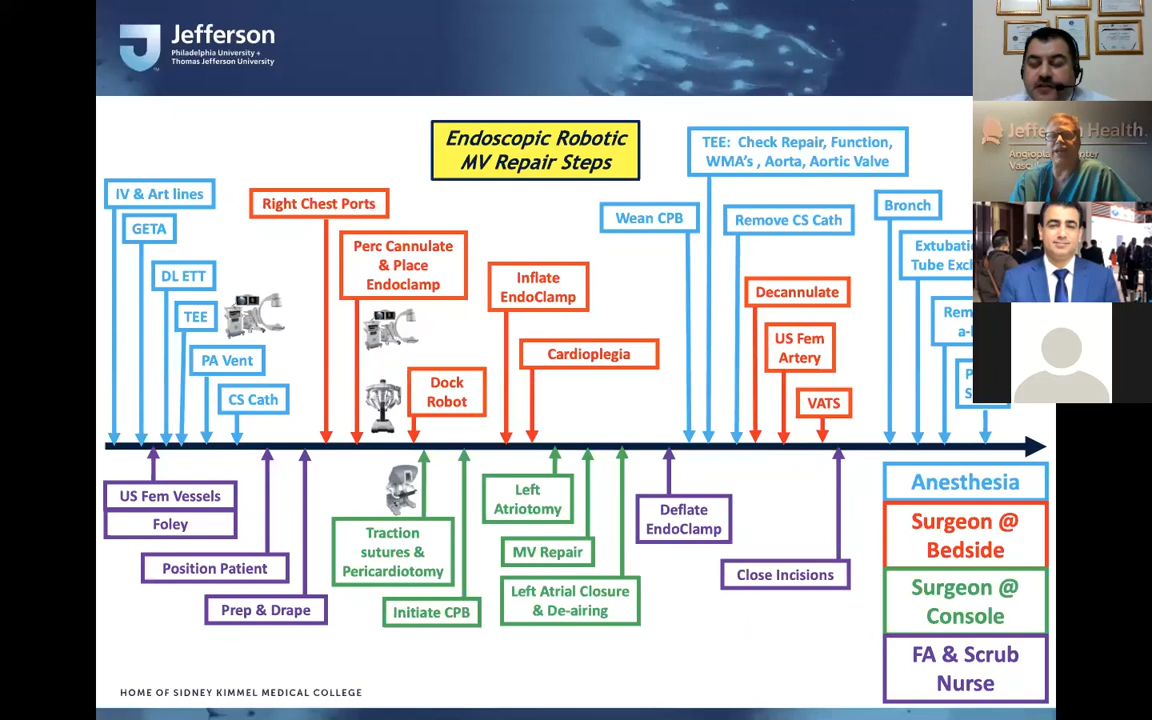 Jefferson
Philadelphia University +
Thomas Jefferson University
Endoscopic Robotic
MV Repair Steps
IV & Art lines
GETA
DL ETT
TEE
PA Vent
CS Cath
Right Chest Ports
Perc Cannulate
& Place
Endoclamp
Dock
Robot
Inflate
EndoClamp
Cardioplegia
Wean CPB
TEE: Check Repair, Function,
WMA's , Aorta, Aortic Valve
Remove CS Cath
Decannulate
US Fem
Artery
VATS
Bronch
Extubati
Tube Exc
Rem
a-
P
S
US Fem Vessels
Foley
Position Patient
Prep & Drape
Traction
sutures &
Pericardiotomy
Initiate CPB
Left
Atriotomy
MV Repair
Left Atrial Closure
& De-airing
Deflate
EndoClamp
Close Incisions
Anesthesia
Surgeon @
Bedside
Surgeon @
Console
FA & Scrub
Nurse
HOME OF SIDNEY KIMMEL MEDICAL COLLEGE
Jefferson Health.
Angiopla
Vascu